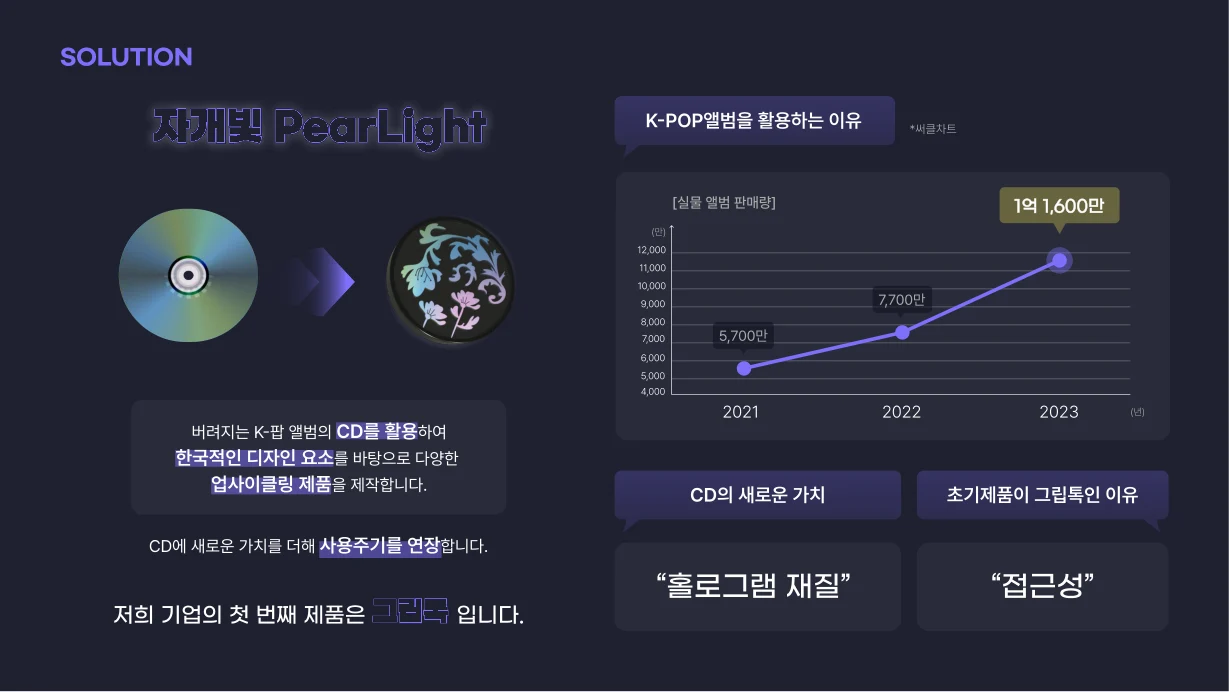 SOLUTION
자개빛 PearLight
버려지는 K-팝 앨범의 CD를 활용하여
한국적인 디자인 요소를 바탕으로 다양한
업사이클링 제품을 제작합니다.
CD에 새로운 가치를 더해 사용주기를 연장합니다.
저희 기업의 첫 번째 제품은 그립톡 입니다.
K-POP앨범을 활용하는 이유
*써클차트
[실물 앨범 판매량]
(만)
12,000
11,000
10,000
9,000
8,000
7,000
6,000
5,000
4,000
5,700만
7,700만
1억 1,600만
2021
2022
2023
(년)
CD의 새로운 가치
“홀로그램 재질”
초기제품이 그립톡인 이유
“접근성”